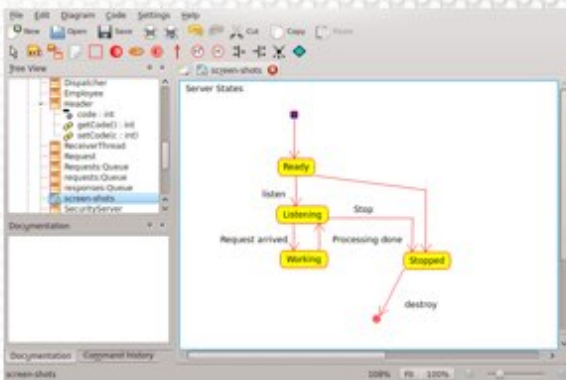 File Edit Diagram Code Settings Help
New Open Save Cut Copy Paste
Tree View
screen-shots
Dispatcher
Employee
Header
code : int
getCode() : int
setCode(c : int)
ReceiverThread
Request
Requests:Queue
requests:Queue
responses:Queue
screen-shots
SecurityServer
Documentation
Documentation Command history
Server States
Ready
listen
Listening
Stop
Request arrived
Processing done
Working
Stopped
destroy
screen-shots
108% Fit 100%